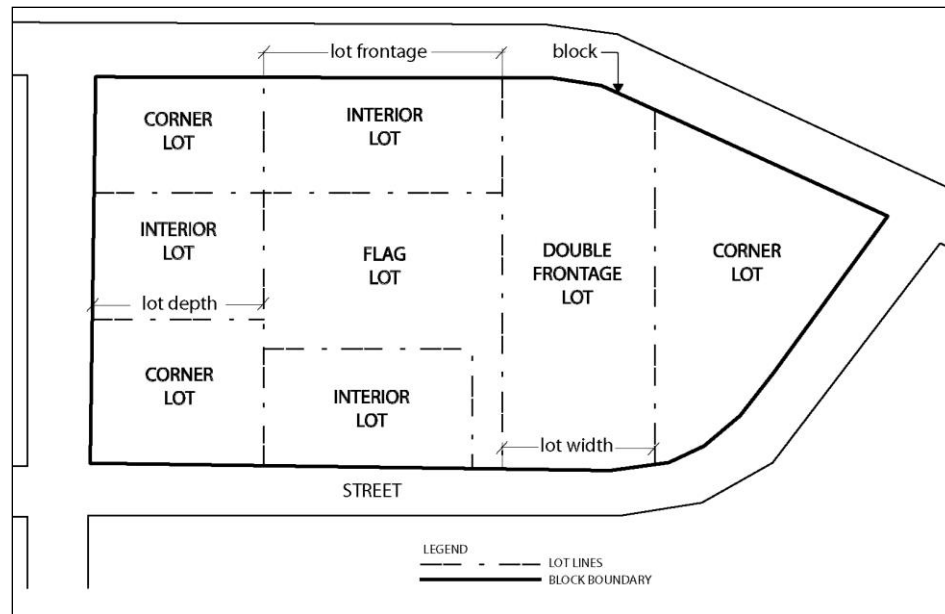 lot frontage
block
CORNER
LOT
INTERIOR
LOT
INTERIOR
LOT
FLAG
LOT
DOUBLE
FRONTAGE
LOT
CORNER
LOT
lot depth
CORNER
LOT
INTERIOR
LOT
lot width
STREET
LEGEND
LOT LINES
BLOCK BOUNDARY